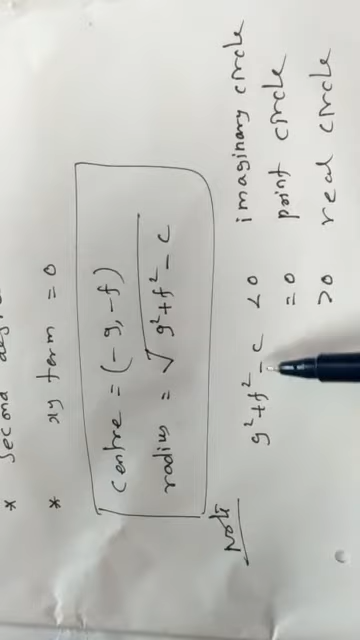 * Second
* xy term = 0
Centre = (-g, -f)
radius = √g²+f²-c
Note
g²+f²-c < 0 imaginary circle
= 0 point circle
> 0 real circle